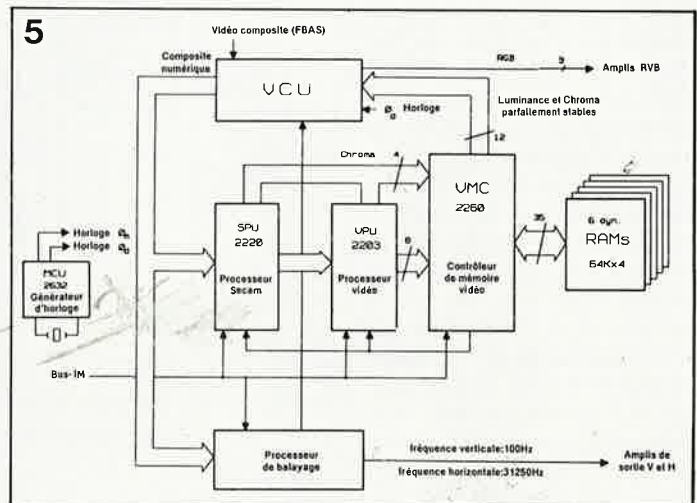 5
Vidéo composite (FBAS)
Composite
numérique
VCU
RGB
3
Amplis RVB
Luminance et Chroma
parfallement stables
Ø
Horloge
12
Chroma
4
VMC
2260
Contrôleur
de mémoire
vidéo
SPU
2220
Processeur
Secam
VPU
2203
Processeur
vidéo
8
35
6 dyn.
RAMs
64Kx4
Horloge Ø
Horloge Ø
MCU
2632
Générateur
d'horloge
Bus-IM
Processeur
de balayage
fréquence verticale:100Hz
fréquence horizontale:31250Hz
Amplis de
sortie V et H